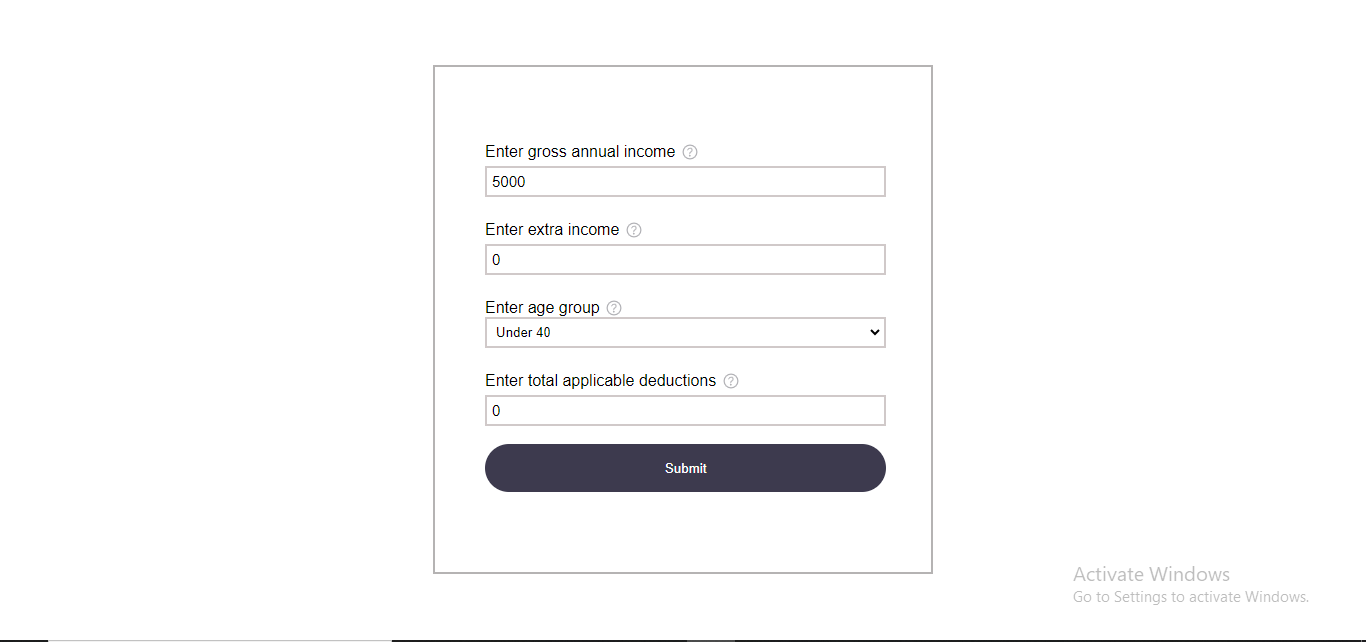 Enter gross annual income ?
5000
Enter extra income ?
0
Enter age group ?
Under 40
Enter total applicable deductions ?
0
Submit
Activate Windows
Go to Settings to activate Windows.